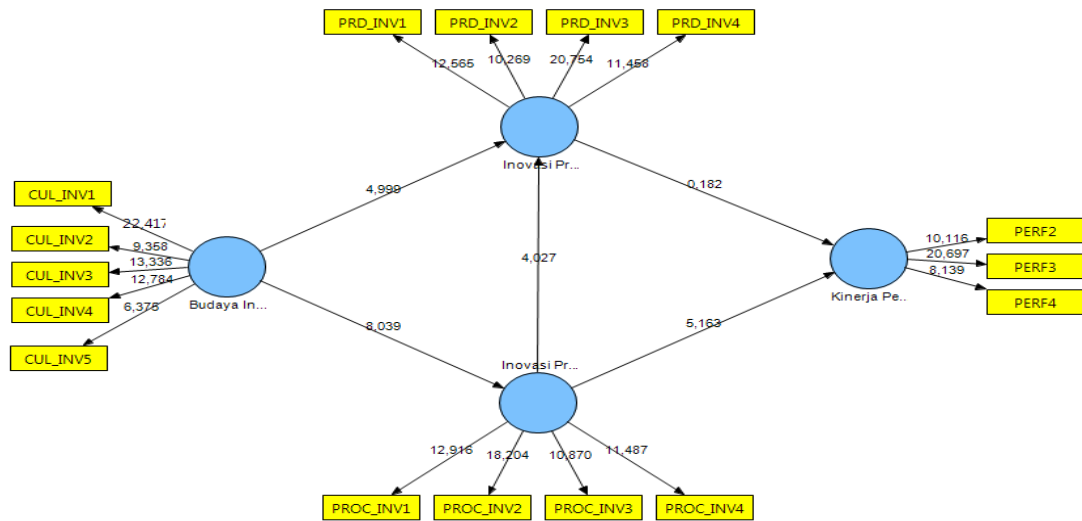 PRD_INV1
PRD_INV2
PRD_INV3
PRD_INV4
12,565
10,269
20,754
11,458
Inovasi Pr...
CUL_INV1
CUL_INV2
CUL_INV3
CUL_INV4
CUL_INV5
22,417
9,358
13,336
12,784
6,375
Budaya In...
4,999
0,182
4,027
8,039
5,163
PERF2
PERF3
PERF4
10,116
20,697
8,139
Kinerja Pe..
Inovasi Pr...
12,916
18,204
10,870
11,487
PROC_INV1
PROC_INV2
PROC_INV3
PROC_INV4